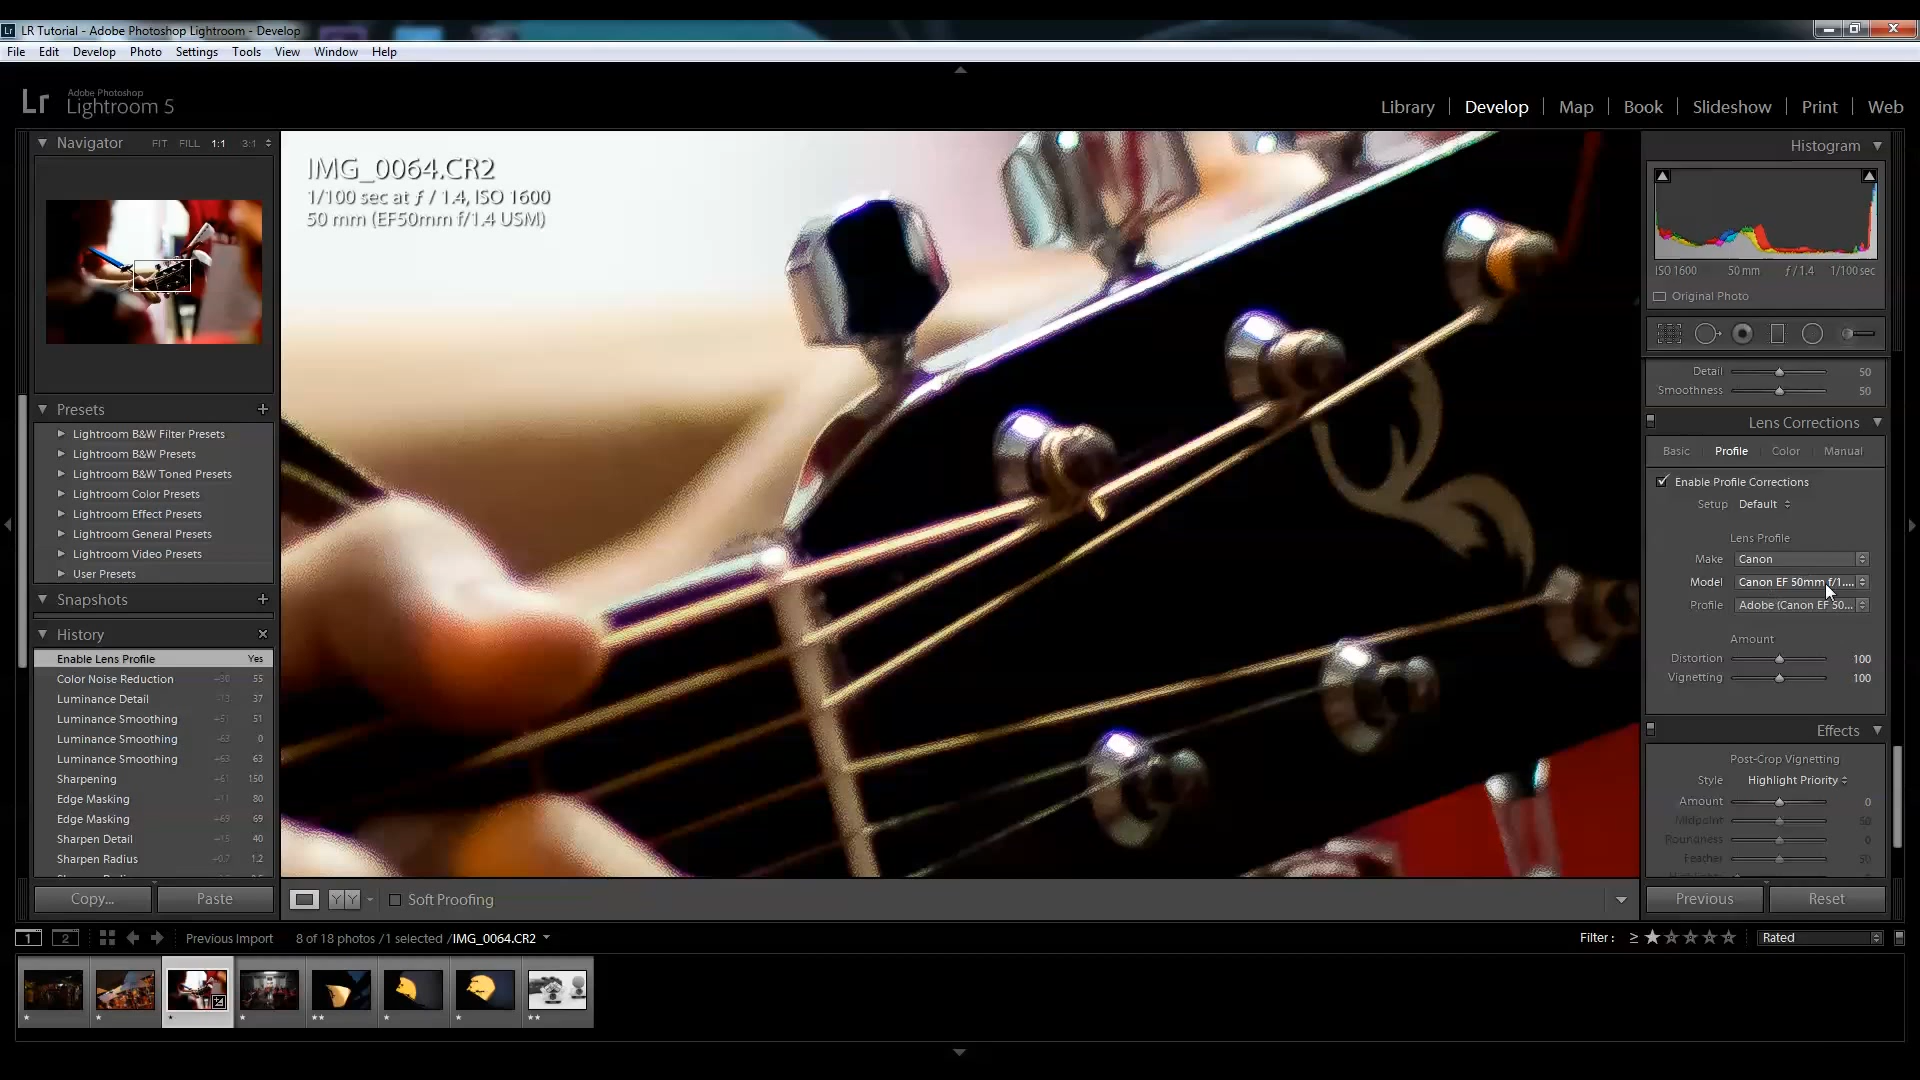 LR Tutorial - Adobe Photoshop Lightroom - Develop
File Edit Develop Photo Settings Tools View Window Help
Lr Adobe Photoshop
Lightroom 5
Library Develop Map Book Slideshow Print Web
Navigator FIT FILL 1:1 3:1
Presets
Lightroom B&W Filter Presets
Lightroom B&W Presets
Lightroom B&W Toned Presets
Lightroom Color Presets
Lightroom Effect Presets
Lightroom General Presets
Lightroom Video Presets
User Presets
Snapshots
History
Enable Lens Profile Yes
Color Noise Reduction 55
Luminance Detail 37
Luminance Smoothing 51
Luminance Smoothing 0
Luminance Smoothing 63
Sharpening 150
Edge Masking 80
Edge Masking 69
Sharpen Detail 40
Sharpen Radius 1.2
Copy... Paste
IMG_0064.CR2
1/100 sec at ƒ / 1.4, ISO 1600
50 mm (EF50mm f/1.4 USM)
Soft Proofing
Histogram
ISO 1600 50 mm ƒ / 1.4 1/100 sec
Original Photo
Detail 50
Smoothness 50
Lens Corrections
Basic Profile Color Manual
Enable Profile Corrections
Setup Default
Lens Profile
Make Canon
Model Canon EF 50mm f/1....
Profile Adobe (Canon EF 50...
Amount
Distortion 100
Vignetting 100
Effects
Post-Crop Vignetting
Style Highlight Priority
Amount 0
Midpoint 50
Roundness 0
Feather 50
Previous Reset
1 2 Previous Import 8 of 18 photos /1 selected /IMG_0064.CR2
Filter : ≥ Rated